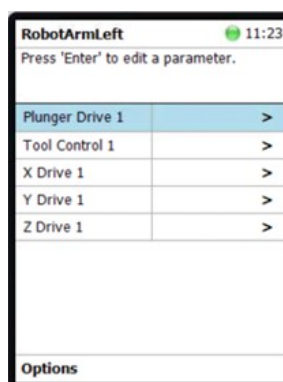 RobotArmLeft 11:23
Press 'Enter' to edit a parameter.
Plunger Drive 1 >
Tool Control 1 >
X Drive 1 >
Y Drive 1 >
Z Drive 1 >
Options